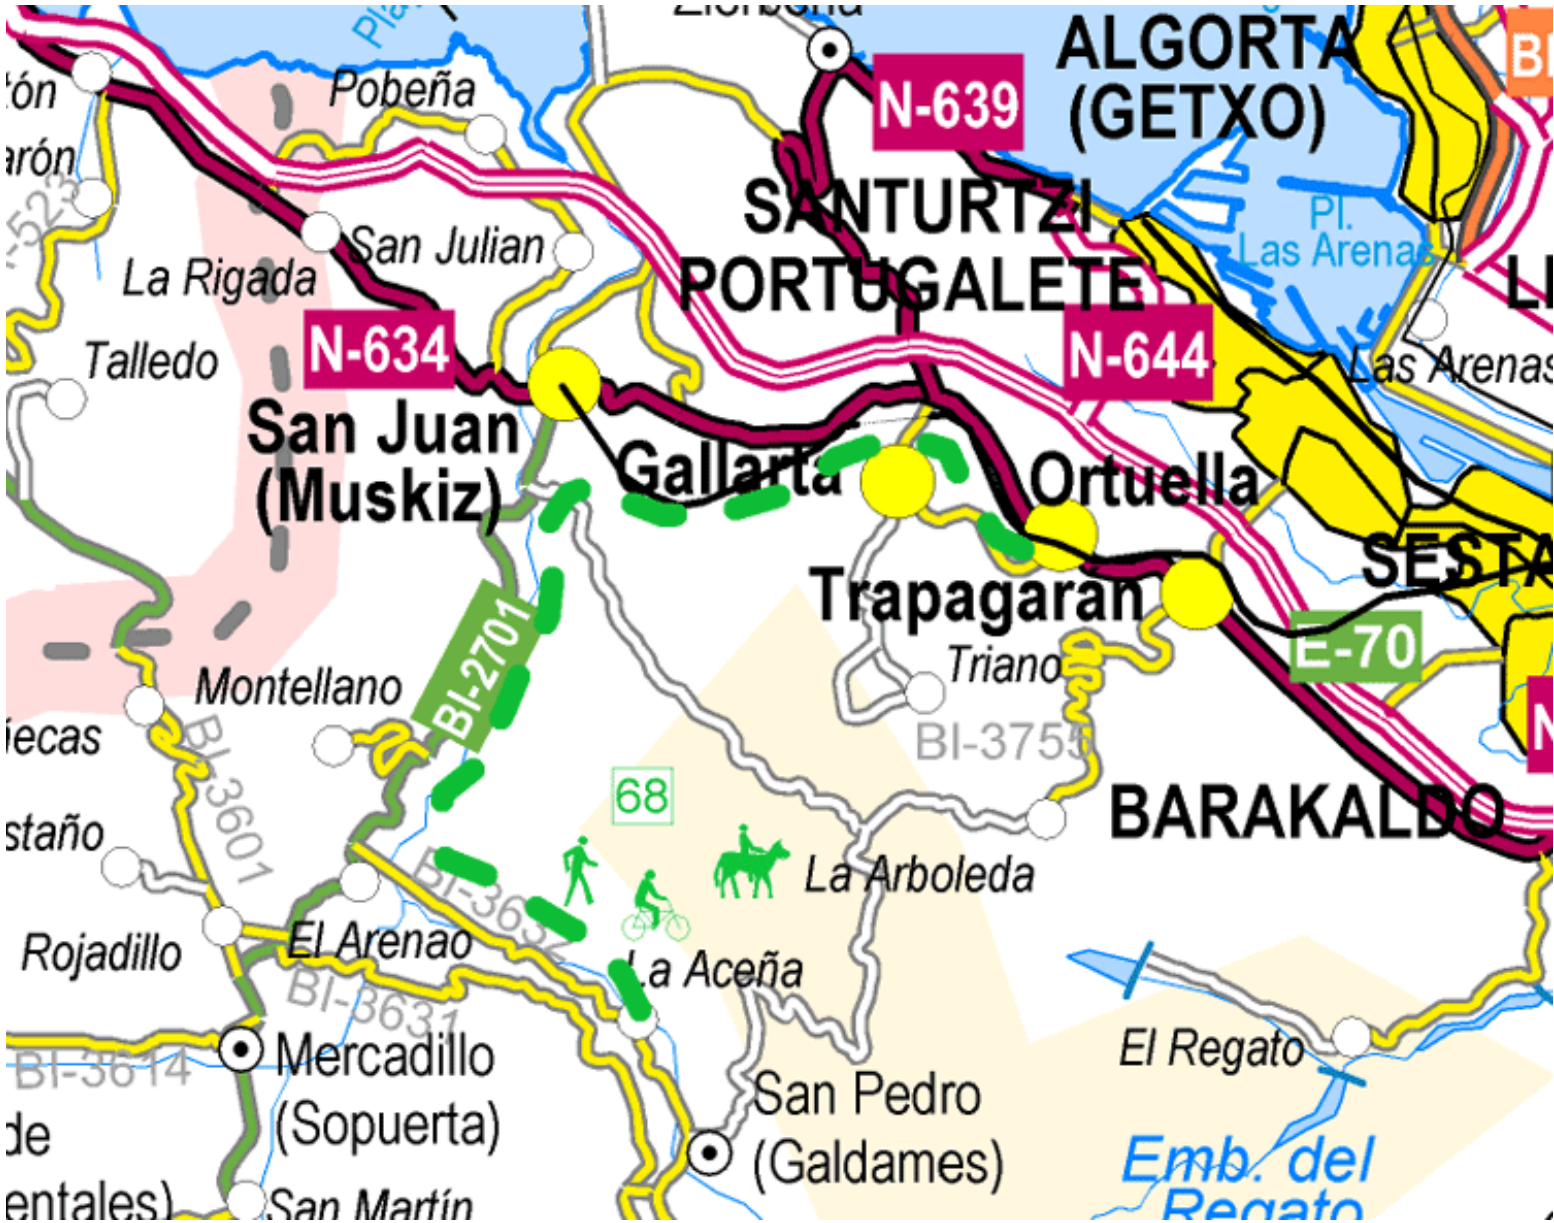 Zierbena
ALGORTA
(GETXO)
N-639
Pobeña
SANTURTZI
PORTUGALETE
Pl.
Las Arenas
San Julian
La Rigada
N-634
N-644
Talledo
Las Arenas
San Juan
(Muskiz)
Gallarta
Ortuella
Trapagaran
E-70
BI-2701
Triano
Montellano
BI-3755
BI-3601
68
BARAKALDO
La Arboleda
BI-3632
Rojadillo
El Arenao
La Aceña
BI-3631
El Regato
Mercadillo
(Sopuerta)
BI-3614
San Pedro
(Galdames)
de
Emb. del
Regato
San Martín